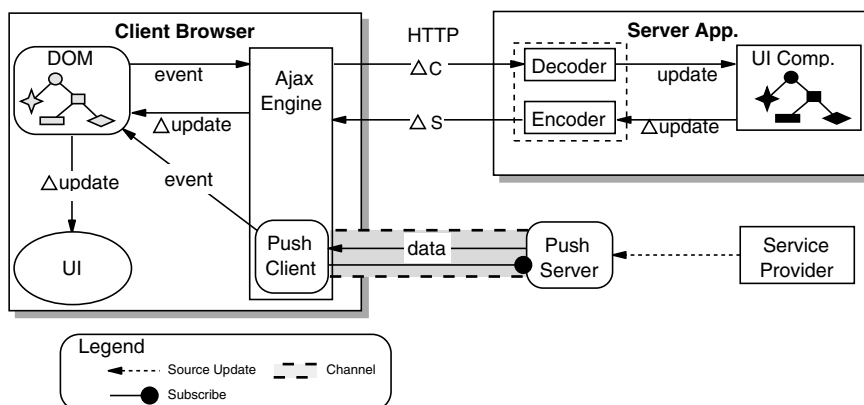 Client Browser
HTTP
Server App.
DOM
event
Ajax
Engine
△C
Decoder
update
UI Comp.
△update
△S
Encoder
△update
△update
event
UI
Push
Client
data
Push
Server
Service
Provider
Legend
Source Update
Channel
Subscribe